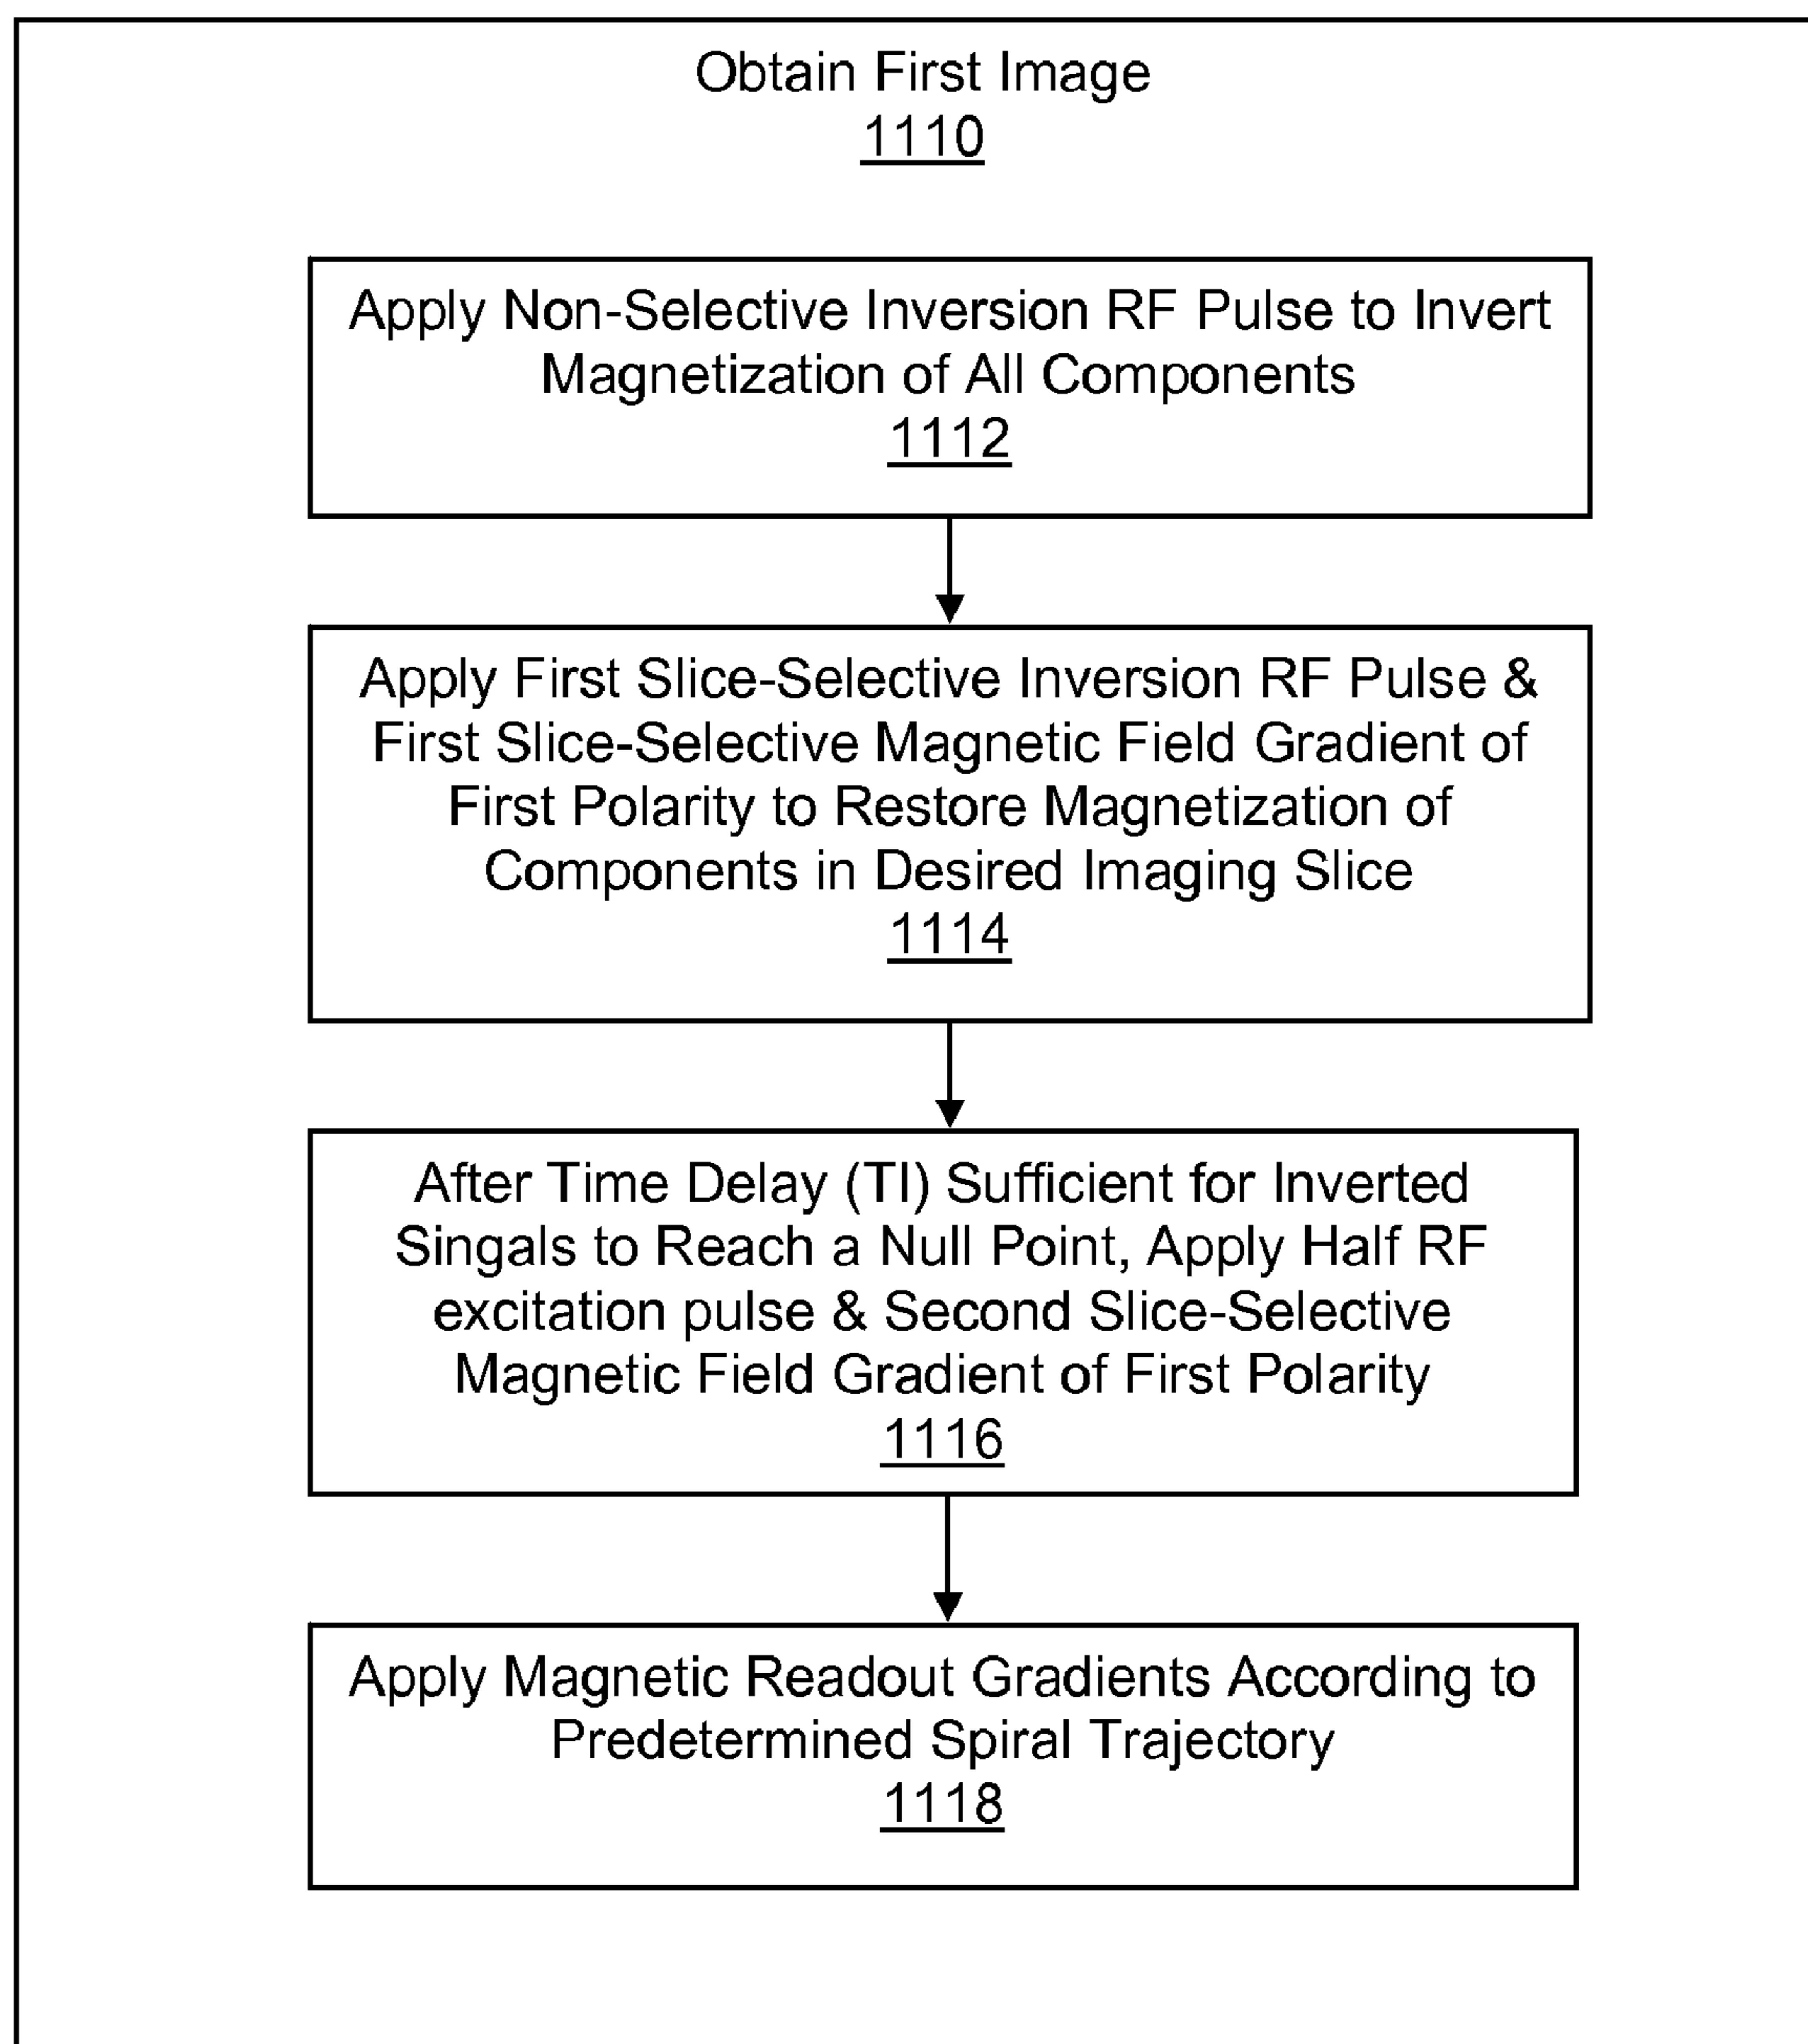 Obtain First Image
1110
Apply Non-Selective Inversion RF Pulse to Invert
Magnetization of All Components
1112
Apply First Slice-Selective Inversion RF Pulse &
First Slice-Selective Magnetic Field Gradient of
First Polarity to Restore Magnetization of
Components in Desired Imaging Slice
1114
After Time Delay (TI) Sufficient for Inverted
Singals to Reach a Null Point, Apply Half RF
excitation pulse & Second Slice-Selective
Magnetic Field Gradient of First Polarity
1116
Apply Magnetic Readout Gradients According to
Predetermined Spiral Trajectory
1118